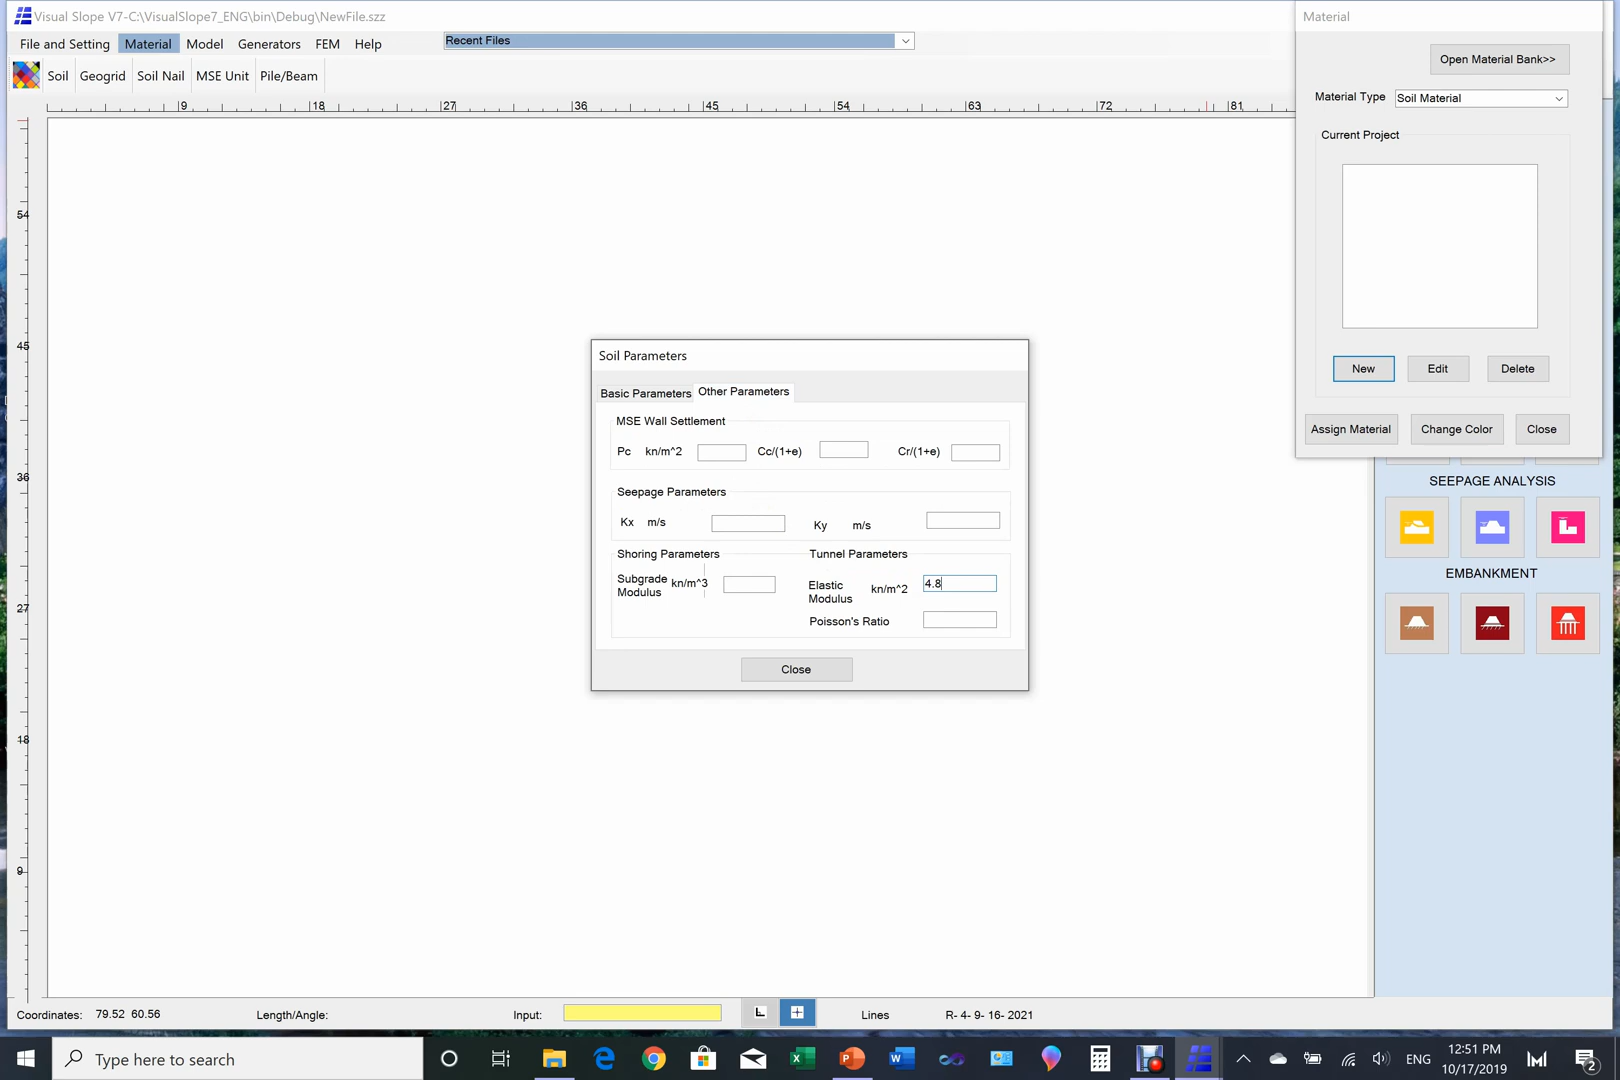 Visual Slope V7-C:\VisualSlope7_ENG\bin\Debug\NewFile.szz
File and Setting Material Model Generators FEM Help Recent Files
Soil Geogrid Soil Nail MSE Unit Pile/Beam
9 18 27 36 45 54 63 72 81
54
45
36
27
18
9
Material
Open Material Bank>>
Material Type Soil Material
Current Project
New Edit Delete
Assign Material Change Color Close
SEEPAGE ANALYSIS
EMBANKMENT
Soil Parameters
Basic Parameters Other Parameters
MSE Wall Settlement
Pc kn/m^2 Cc/(1+e) Cr/(1+e)
Seepage Parameters
Kx m/s Ky m/s
Shoring Parameters
Subgrade Modulus kn/m^3
Tunnel Parameters
Elastic Modulus kn/m^2 4.8
Poisson's Ratio
Close
Coordinates: 79.52 60.56 Length/Angle: Input: Lines R- 4- 9- 16- 2021
Type here to search
ENG
12:51 PM
10/17/2019
2